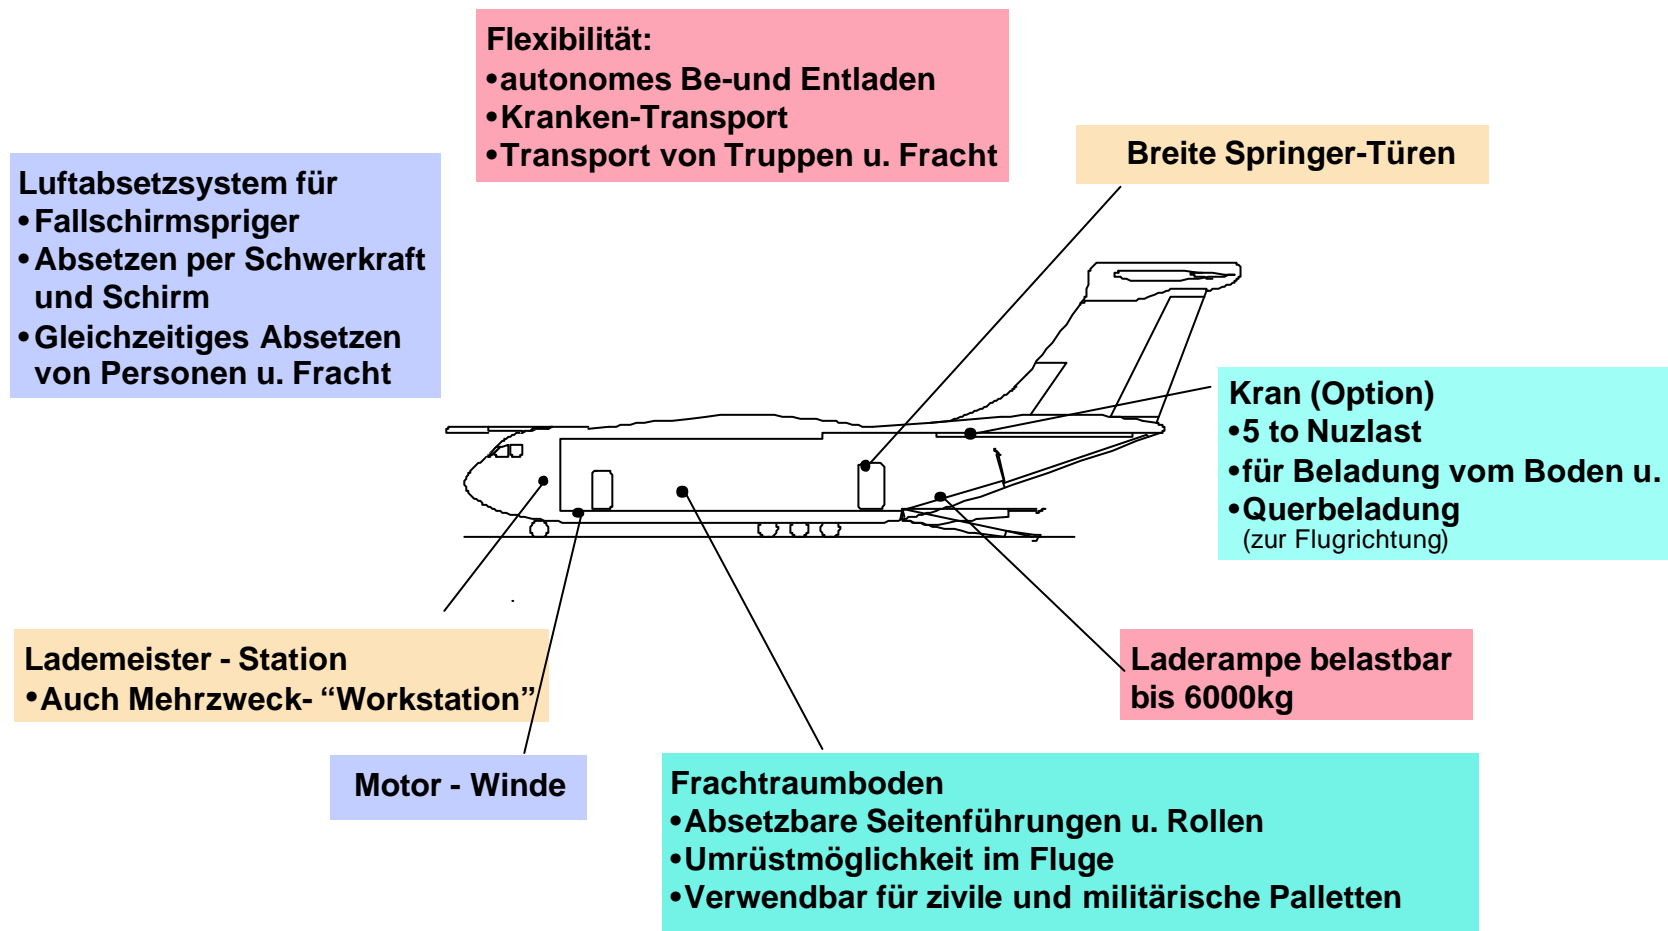 Flexibilität:
•autonomes Be-und Entladen
•Kranken-Transport
•Transport von Truppen u. Fracht
Breite Springer-Türen
Luftabsetzsystem für
•Fallschirmspriger
•Absetzen per Schwerkraft
und Schirm
•Gleichzeitiges Absetzen
von Personen u. Fracht
Kran (Option)
•5 to Nuzlast
•für Beladung vom Boden u.
•Querbeladung
(zur Flugrichtung)
Lademeister - Station
•Auch Mehrzweck- “Workstation”
Laderampe belastbar
bis 6000kg
Motor - Winde
Frachtraumboden
•Absetzbare Seitenführungen u. Rollen
•Umrüstmöglichkeit im Fluge
•Verwendbar für zivile und militärische Palletten